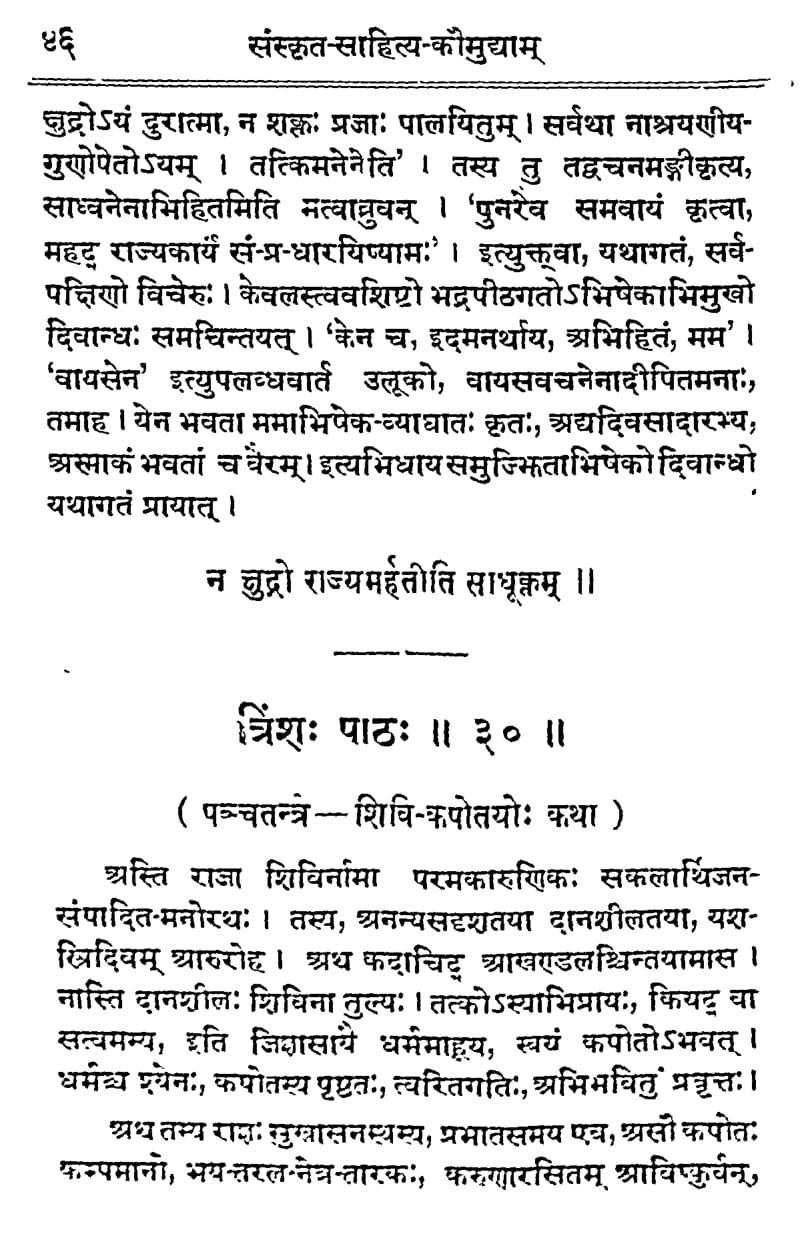 ४६ संस्कृत-साहित्य-कौमुद्याम्
क्षुद्रोऽयं दुरात्मा, न शक्तः प्रजाः पालयितुम् । सर्वथा नाश्रयणीय-
गुणोपेतोऽयम् । तत्किमनेनेति’ । तस्य तु तद्वचनमङ्गीकृत्य,
साध्वनेनाभिहितमिति मत्वाब्रुवन् । ‘पुनरेव समवायं कृत्वा,
महद् राज्यकार्यं सं-प्र-धारयिष्यामः’ । इत्युक्त्वा, यथागतं, सर्व-
पक्षिणो विचेरुः । केवलस्त्ववशिष्टो भद्रपीठगतोऽभिषेकाभिमुखो
दिवान्धः समचिन्तयत् । ‘केन च, इदमनर्थाय, अभिहितं, मम’ ।
‘वायसेन’ इत्युपलब्धवार्त उलूको, वायसवचनेनादीपितमनाः,
तमाह । येन भवता ममाभिषेक-व्याघातः कृतः, अद्यदिवसादारभ्य,
अस्माकं भवतां च वैरम् । इत्यभिधाय समुज्झिताभिषेको दिवान्धो
यथागतं प्रायात् ।
न क्षुद्रो राज्यमर्हतीति साधूक्तम् ॥
त्रिंशः पाठः ॥ ३० ॥
( पञ्चतन्त्रे — शिवि-कपोतयोः कथा )
अस्ति राजा शिविर्नामा परमकारुणिकः सकलार्थिजन-
संपादित-मनोरथः । तस्य, अनन्यसदृशतया दानशीलतया, यश-
स्त्रिदिवम् आरुरोह । अथ कदाचिद् आखण्डलश्चिन्तयामास ।
नास्ति दानशीलः शिविना तुल्यः । तत्कोऽस्याभिप्रायः, कियद् वा
सत्वमस्य, इति जिज्ञासायै धर्ममाहूय, स्वयं कपोतोऽभवत् ।
धर्मश्च श्येनः, कपोतस्य पृष्ठतः, त्वरितगतिः, अभिभवितुं प्रवृत्तः ।
अथ तस्य राज्ञः सुखासनस्थस्य, प्रभातसमय एव, असौ कपोतः
कम्पमानो, भय-तरल-नेत्र-तारकः, करुणारसितम् आविष्कुर्वन्,